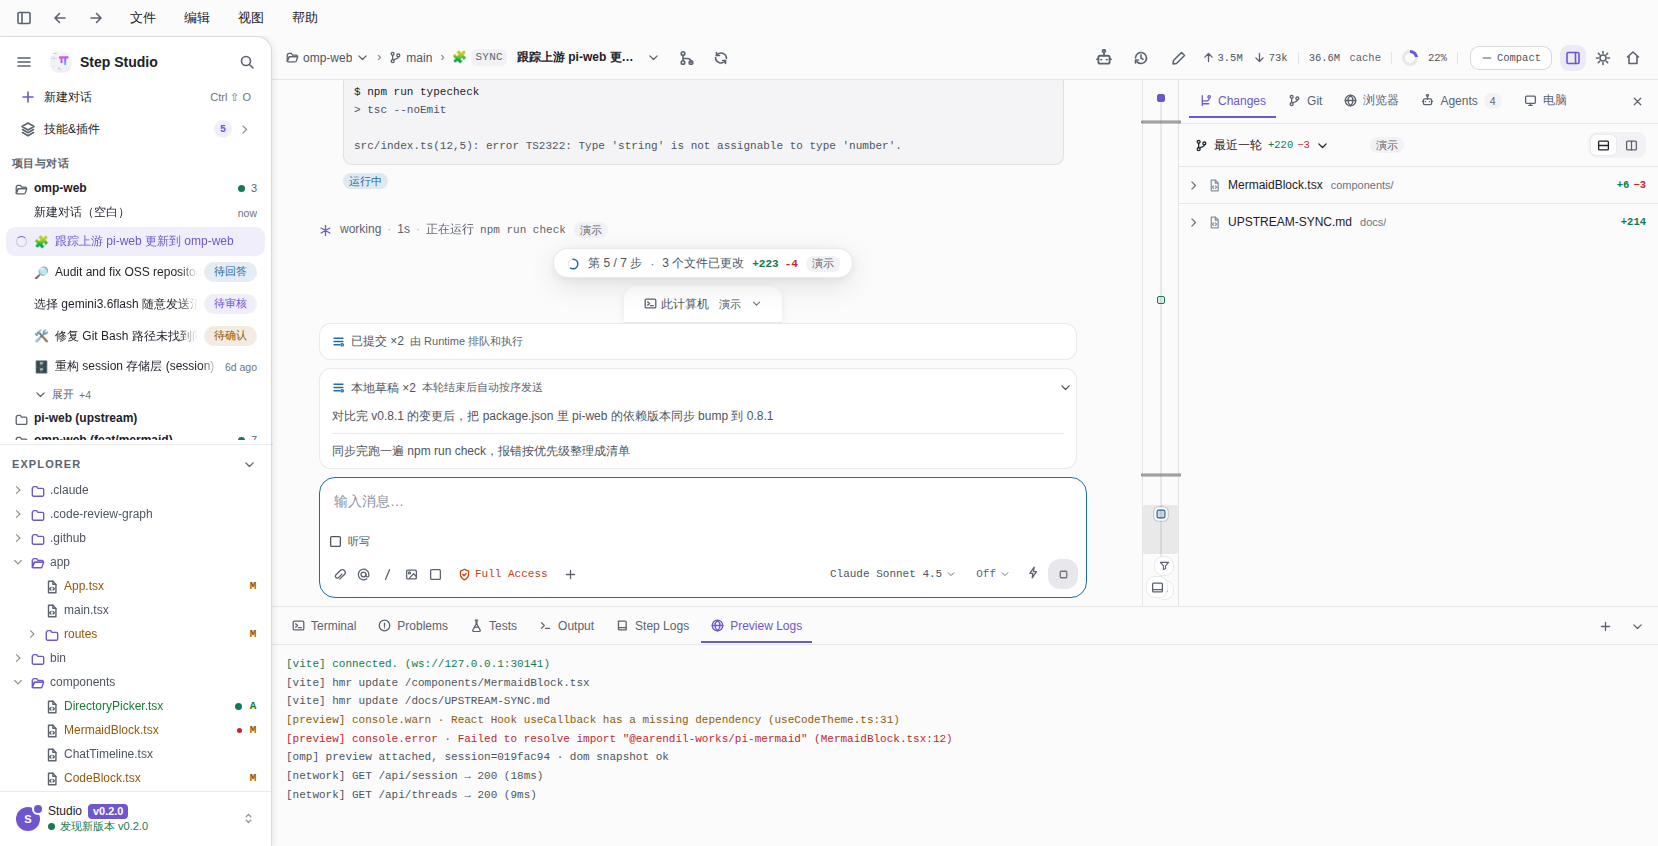 文件 编辑 视图 帮助
Step Studio
新建对话 Ctrl ⇧ O
技能&插件 5
项目与对话
omp-web 3
新建对话（空白） now
🧩 跟踪上游 pi-web 更新到 omp-web
🔎 Audit and fix OSS reposito 待回答
选择 gemini3.6flash 随意发送 待审核
🛠️ 修复 Git Bash 路径未找到 待确认
🗄️ 重构 session 存储层 (session) 6d ago
展开 +4
pi-web (upstream)
omp-web (feat/mermaid) 7
EXPLORER
.claude
.code-review-graph
.github
app
App.tsx M
main.tsx
routes M
bin
components
DirectoryPicker.tsx A
MermaidBlock.tsx M
ChatTimeline.tsx
CodeBlock.tsx M
S Studio v0.2.0
发现新版本 v0.2.0
omp-web › main › 🧩 SYNC 跟踪上游 pi-web 更…
↑ 3.5M ↓ 73k 36.6M cache 22% Compact
$ npm run typecheck
> tsc --noEmit
src/index.ts(12,5): error TS2322: Type 'string' is not assignable to type 'number'.
运行中
working · 1s · 正在运行 npm run check 演示
第 5 / 7 步 · 3 个文件已更改 +223 -4 演示
此计算机 演示
已提交 ×2 由 Runtime 排队和执行
本地草稿 ×2 本轮结束后自动按序发送
对比完 v0.8.1 的变更后，把 package.json 里 pi-web 的依赖版本同步 bump 到 0.8.1
同步完跑一遍 npm run check，报错按优先级整理成清单
输入消息…
听写
Full Access
Claude Sonnet 4.5 Off
Changes Git 浏览器 Agents 4 电脑
最近一轮 +220 −3 演示
MermaidBlock.tsx components/ +6 −3
UPSTREAM-SYNC.md docs/ +214
Terminal Problems Tests Output Step Logs Preview Logs
[vite] connected. (ws://127.0.0.1:30141)
[vite] hmr update /components/MermaidBlock.tsx
[vite] hmr update /docs/UPSTREAM-SYNC.md
[preview] console.warn · React Hook useCallback has a missing dependency (useCodeTheme.ts:31)
[preview] console.error · Failed to resolve import "@earendil-works/pi-mermaid" (MermaidBlock.tsx:12)
[omp] preview attached, session=019fac94 · dom snapshot ok
[network] GET /api/session → 200 (18ms)
[network] GET /api/threads → 200 (9ms)